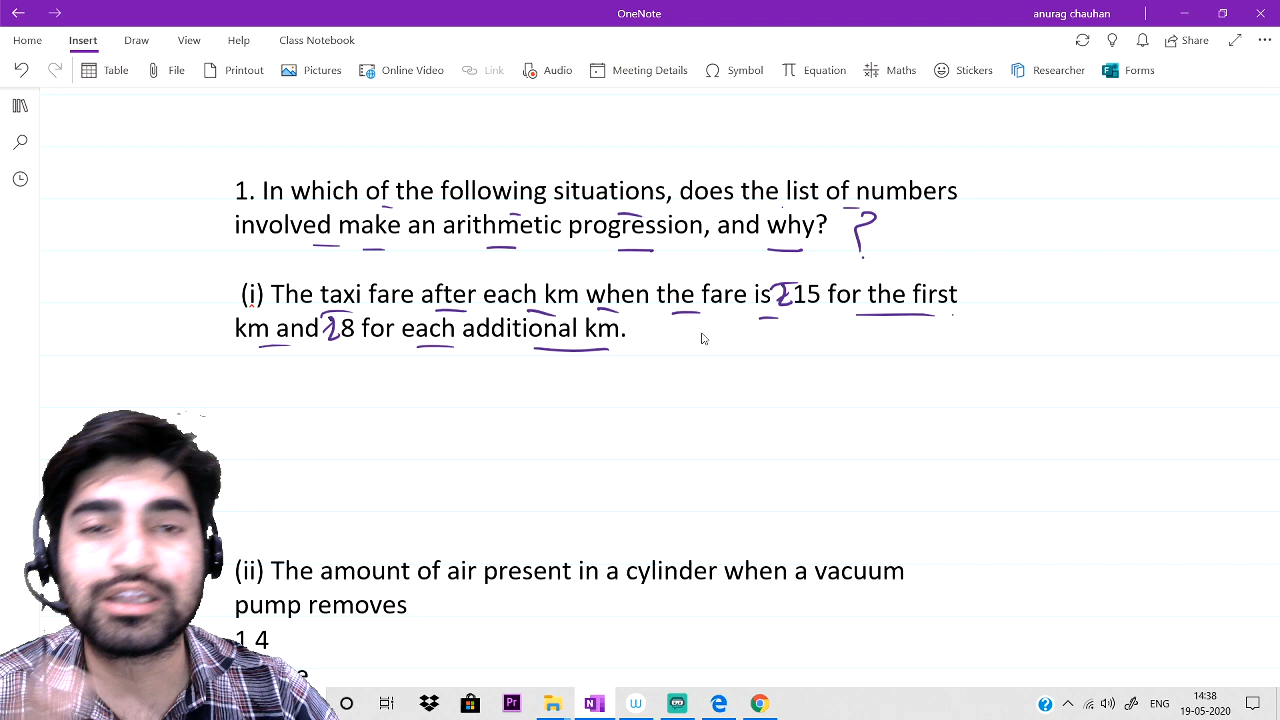 OneNote
anurag chauhan
Home Insert Draw View Help Class Notebook
Share
Table File Printout Pictures Online Video Link Audio Meeting Details Symbol Equation Maths Stickers Researcher Forms
1. In which of the following situations, does the list of numbers
involved make an arithmetic progression, and why? ?
(i) The taxi fare after each km when the fare is ₹15 for the first
km and ₹8 for each additional km.
(ii) The amount of air present in a cylinder when a vacuum
pump removes
1 4
ENG
14:38
19-05-2020